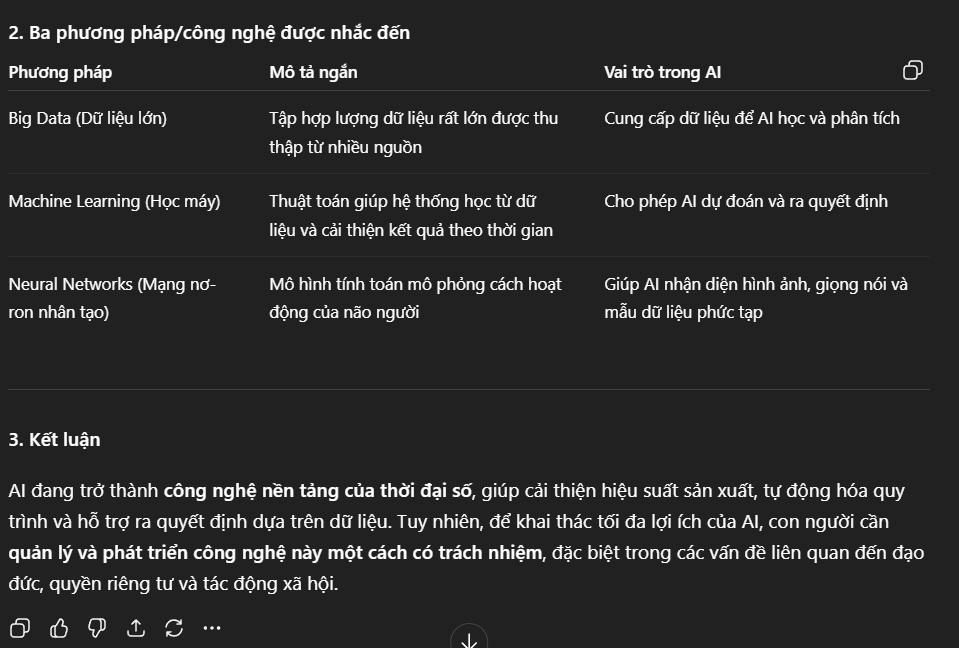 2. Ba phương pháp/công nghệ được nhắc đến
Phương pháp Mô tả ngắn Vai trò trong AI
Big Data (Dữ liệu lớn) Tập hợp lượng dữ liệu rất lớn được thu Cung cấp dữ liệu để AI học và phân tích
thập từ nhiều nguồn
Machine Learning (Học máy) Thuật toán giúp hệ thống học từ dữ Cho phép AI dự đoán và ra quyết định
liệu và cải thiện kết quả theo thời gian
Neural Networks (Mạng nơ- Mô hình tính toán mô phỏng cách hoạt Giúp AI nhận diện hình ảnh, giọng nói và
ron nhân tạo) động của não người mẫu dữ liệu phức tạp
3. Kết luận
AI đang trở thành công nghệ nền tảng của thời đại số, giúp cải thiện hiệu suất sản xuất, tự động hóa quy
trình và hỗ trợ ra quyết định dựa trên dữ liệu. Tuy nhiên, để khai thác tối đa lợi ích của AI, con người cần
quản lý và phát triển công nghệ này một cách có trách nhiệm, đặc biệt trong các vấn đề liên quan đến đạo
đức, quyền riêng tư và tác động xã hội.